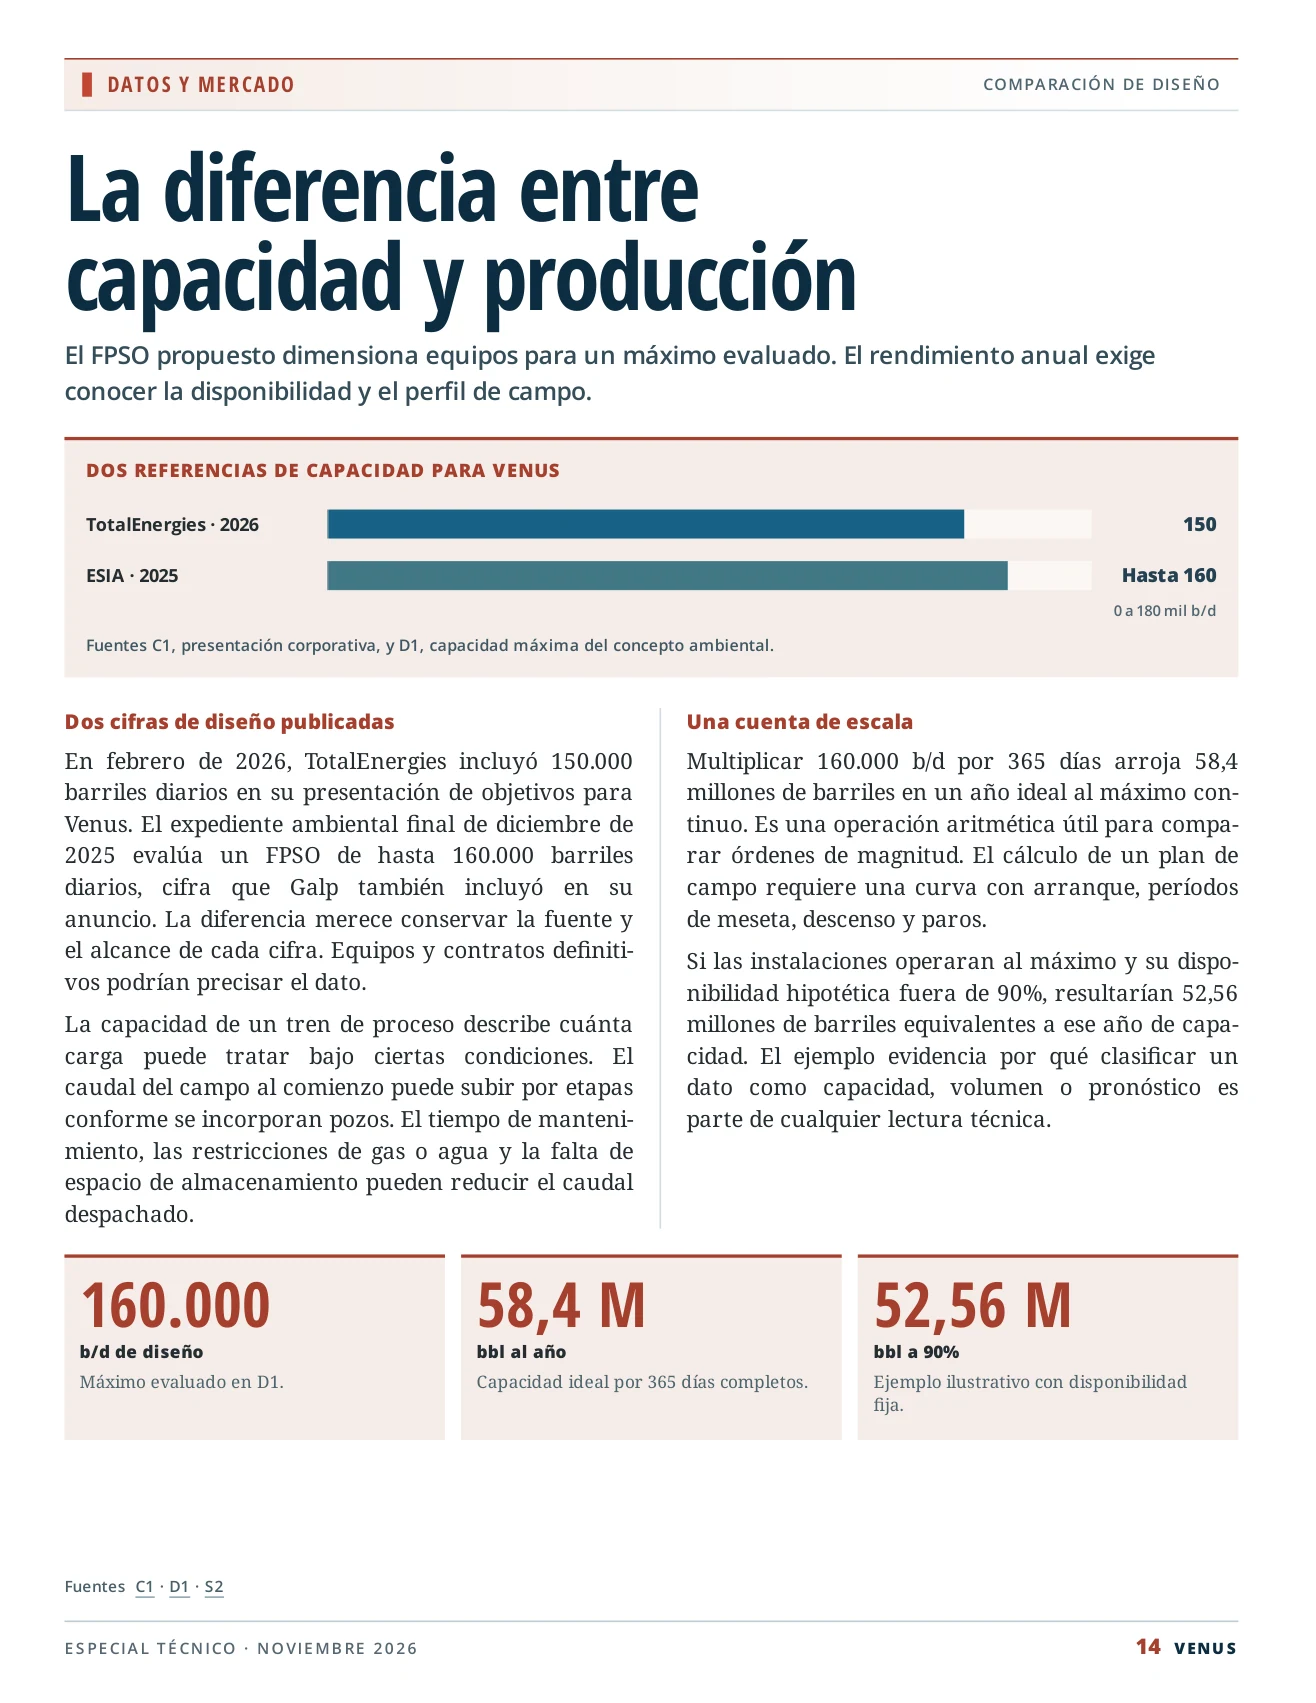 DATOS Y MERCADO
COMPARACIÓN DE DISEÑO
La diferencia entre
capacidad y producción
El FPSO propuesto dimensiona equipos para un máximo evaluado. El rendimiento anual exige
conocer la disponibilidad y el perfil de campo.
DOS REFERENCIAS DE CAPACIDAD PARA VENUS
TotalEnergies · 2026 150
ESIA · 2025 Hasta 160
0 a 180 mil b/d
Fuentes C1, presentación corporativa, y D1, capacidad máxima del concepto ambiental.
Dos cifras de diseño publicadas
En febrero de 2026, TotalEnergies incluyó 150.000
barriles diarios en su presentación de objetivos para
Venus. El expediente ambiental final de diciembre de
2025 evalúa un FPSO de hasta 160.000 barriles
diarios, cifra que Galp también incluyó en su
anuncio. La diferencia merece conservar la fuente y
el alcance de cada cifra. Equipos y contratos definiti-
vos podrían precisar el dato.
La capacidad de un tren de proceso describe cuánta
carga puede tratar bajo ciertas condiciones. El
caudal del campo al comienzo puede subir por etapas
conforme se incorporan pozos. El tiempo de manteni-
miento, las restricciones de gas o agua y la falta de
espacio de almacenamiento pueden reducir el caudal
despachado.
Una cuenta de escala
Multiplicar 160.000 b/d por 365 días arroja 58,4
millones de barriles en un año ideal al máximo con-
tinuo. Es una operación aritmética útil para compa-
rar órdenes de magnitud. El cálculo de un plan de
campo requiere una curva con arranque, períodos
de meseta, descenso y paros.
Si las instalaciones operaran al máximo y su dispo-
nibilidad hipotética fuera de 90%, resultarían 52,56
millones de barriles equivalentes a ese año de capa-
cidad. El ejemplo evidencia por qué clasificar un
dato como capacidad, volumen o pronóstico es
parte de cualquier lectura técnica.
160.000
b/d de diseño
Máximo evaluado en D1.
58,4 M
bbl al año
Capacidad ideal por 365 días completos.
52,56 M
bbl a 90%
Ejemplo ilustrativo con disponibilidad
fija.
Fuentes C1 · D1 · S2
ESPECIAL TÉCNICO · NOVIEMBRE 2026
14 VENUS